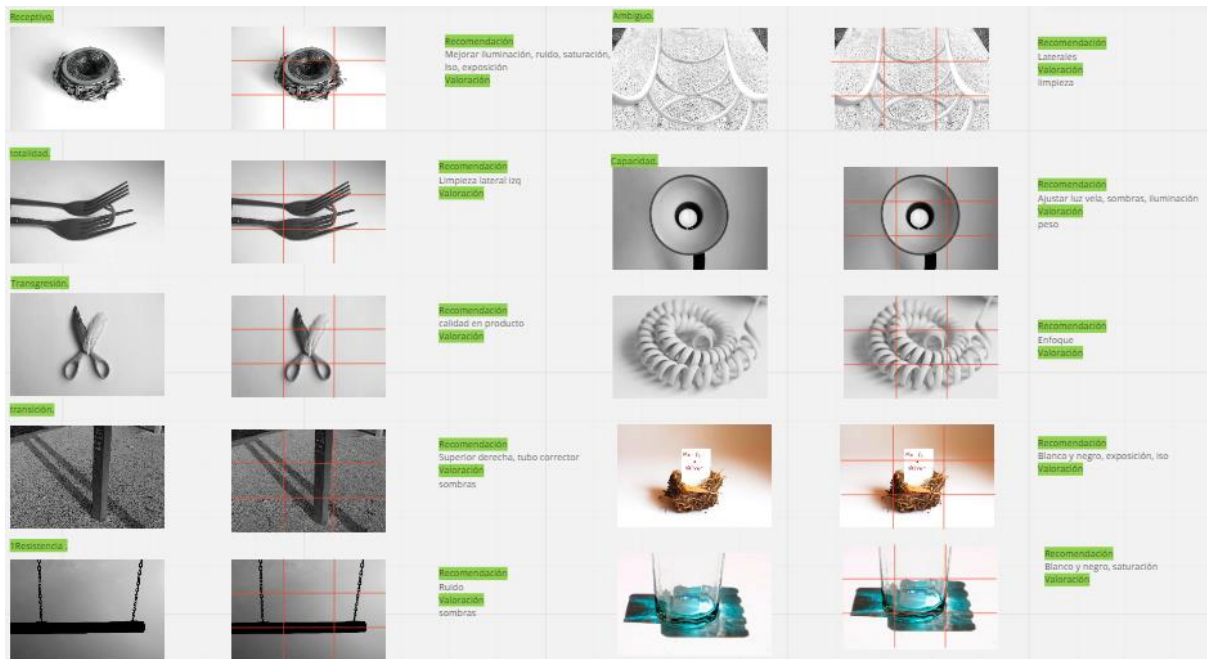 Receptivo.
Recomendación
Mejorar iluminación, ruido, saturación,
Iso, exposición
Valoración
totalidad.
Recomendación
Limpieza lateral izq
Valoración
Transgresión.
Recomendación
calidad en producto
Valoración
transición.
Recomendación
Superior derecha, tubo corrector
Valoración
sombras
1Resistencia .
Recomendación
Ruido
Valoración
sombras
Ambiguo.
Recomendación
Laterales
Valoración
limpieza
Capacidad.
Recomendación
Ajustar luz vela, sombras, iluminación
Valoración
peso
Recomendación
Enfoque
Valoración
Recomendación
Blanco y negro, exposición, iso
Valoración
Recomendación
Blanco y negro, saturación
Valoración